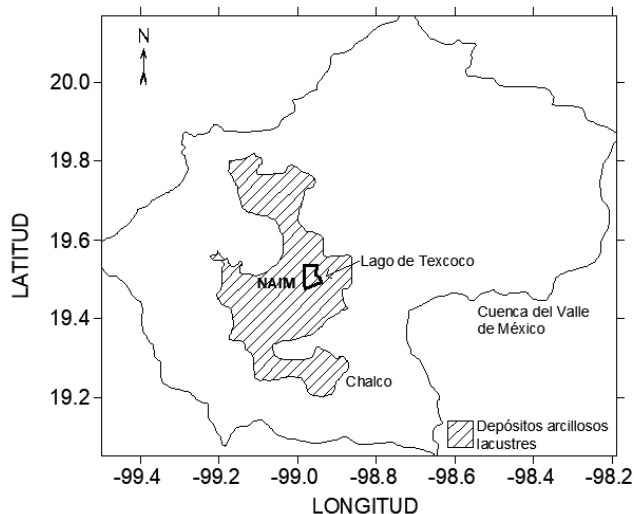 N
20.0
19.8
19.6
19.4
19.2
LATITUD
Lago de Texcoco
NAIM
Cuenca del Valle
de México
Chalco
Depósitos arcillosos
lacustres
-99.4 -99.2 -99.0 -98.8 -98.6 -98.4 -98.2
LONGITUD